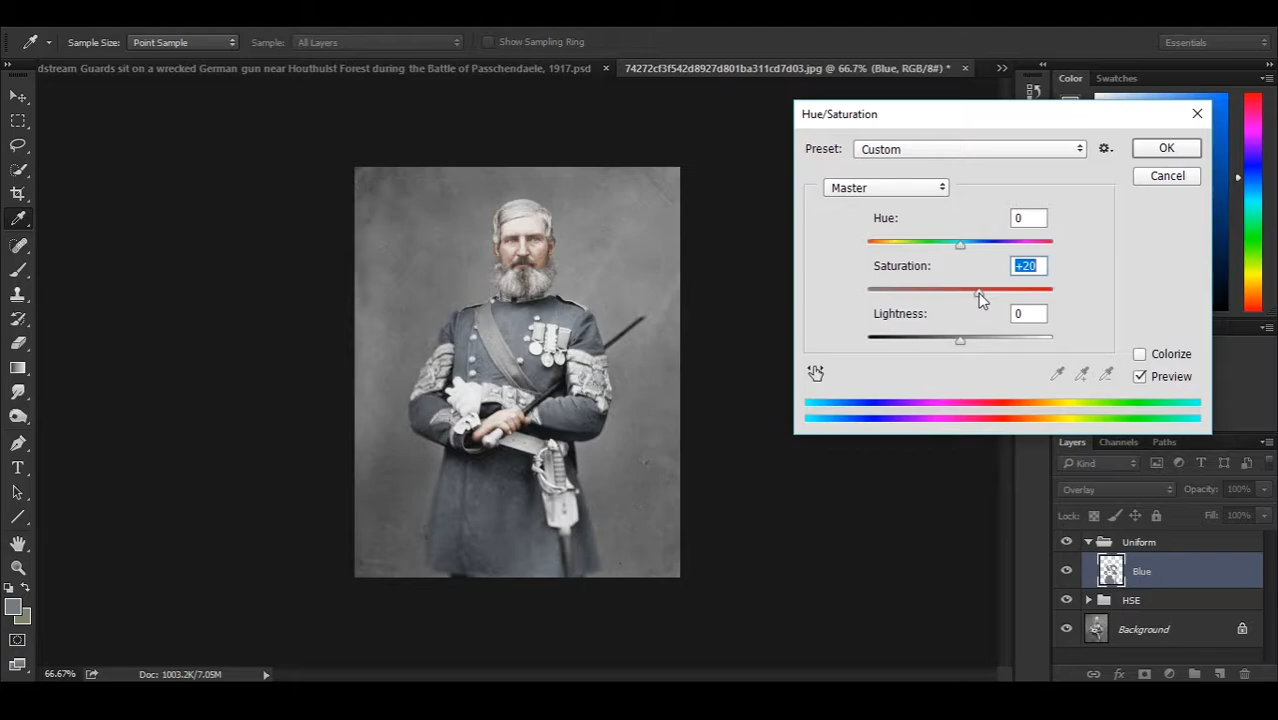 Sample Size: Point Sample Sample: All Layers Show Sampling Ring Essentials
dstream Guards sit on a wrecked German gun near Houthulst Forest during the Battle of Passchendaele, 1917.psd × 74272cf3f542d8927d801ba311cd7d03.jpg @ 66.7% (Blue, RGB/8#) * ×
Color Swatches
Hue/Saturation
Preset: Custom OK
Cancel
Master
Hue: 0
Saturation: +20
Lightness: 0
Colorize
Preview
Layers Channels Paths
Kind
Overlay Opacity: 100%
Lock: Fill: 100%
Uniform
Blue
HSE
Background
66.67% Doc: 1003.2K/7.05M